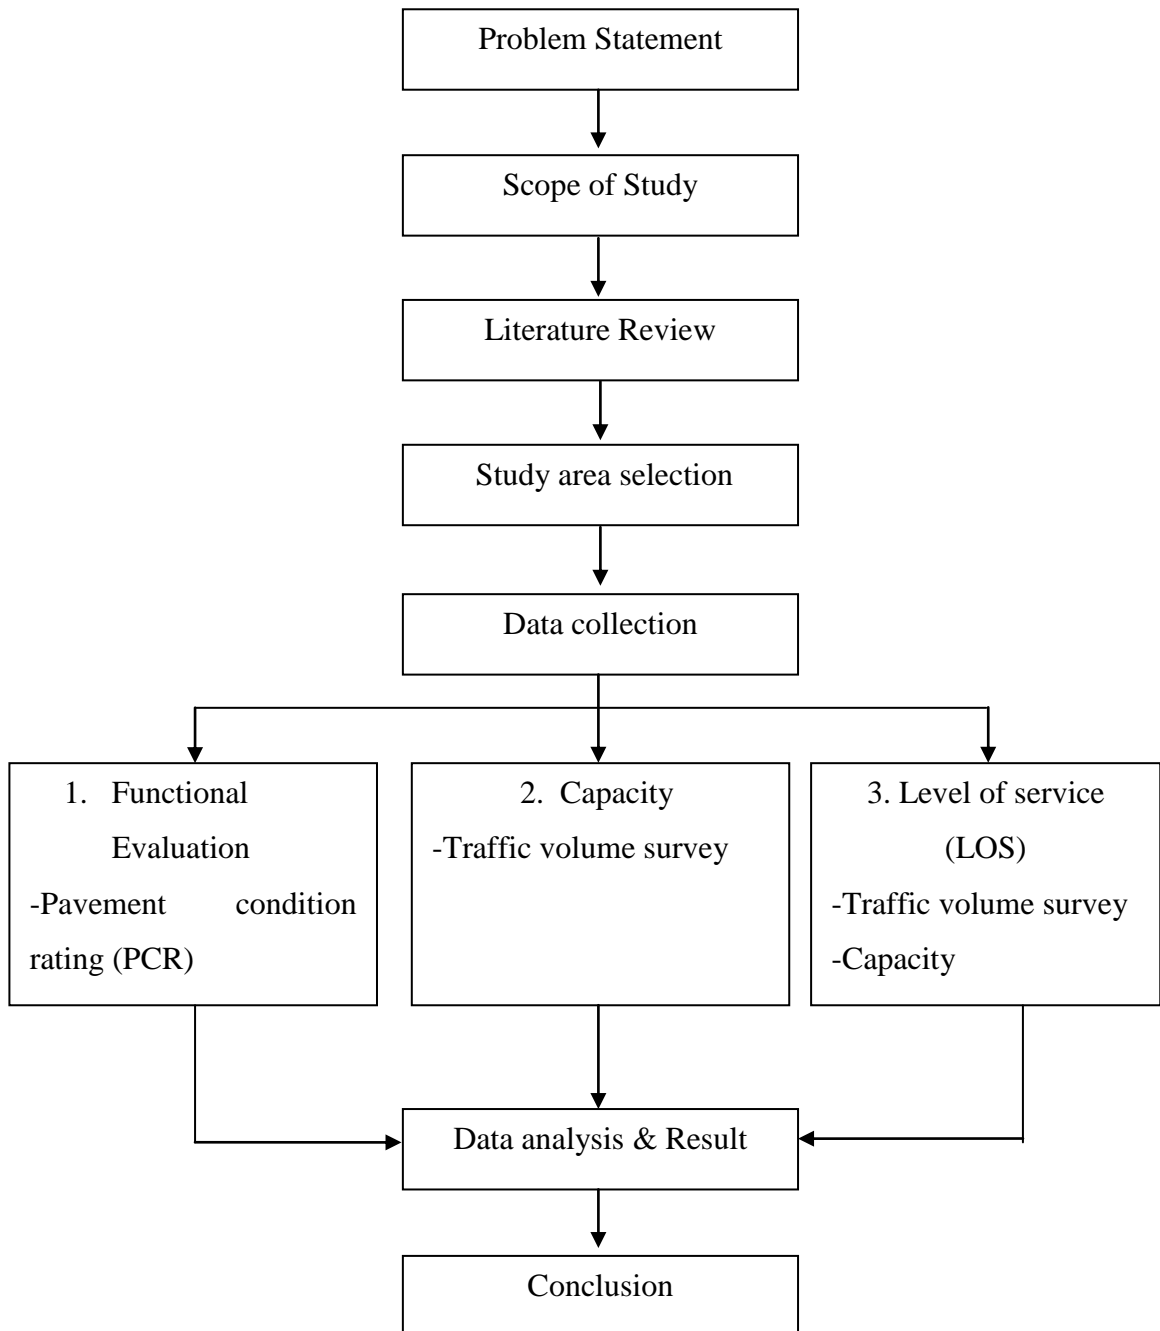 Problem Statement
Scope of Study
Literature Review
Study area selection
Data collection
1. Functional
Evaluation
-Pavement condition
rating (PCR)
2. Capacity
-Traffic volume survey
3. Level of service
(LOS)
-Traffic volume survey
-Capacity
Data analysis & Result
Conclusion